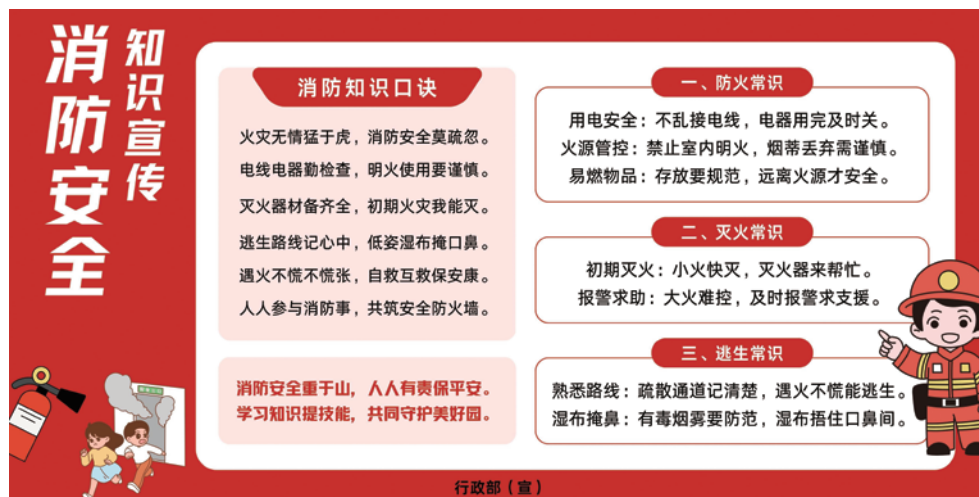 消防安全
知识宣传
消防知识口诀
火灾无情猛于虎，消防安全莫疏忽。
电线电器勤检查，明火使用要谨慎。
灭火器材备齐全，初期火灾我能灭。
逃生路线记心中，低姿湿布掩口鼻。
遇火不慌不慌张，自救互救保安康。
人人参与消防事，共筑安全防火墙。
消防安全重于山，人人有责保平安。
学习知识提技能，共同守护美好园。
一、防火常识
用电安全：不乱接电线，电器用完及时关。
火源管控：禁止室内明火，烟蒂丢弃需谨慎。
易燃物品：存放要规范，远离火源才安全。
二、灭火常识
初期灭火：小火快灭，灭火器来帮忙。
报警求助：大火难控，及时报警求支援。
三、逃生常识
熟悉路线：疏散通道记清楚，遇火不慌能逃生。
湿布掩鼻：有毒烟雾要防范，湿布捂住口鼻间。
行政部（宣）